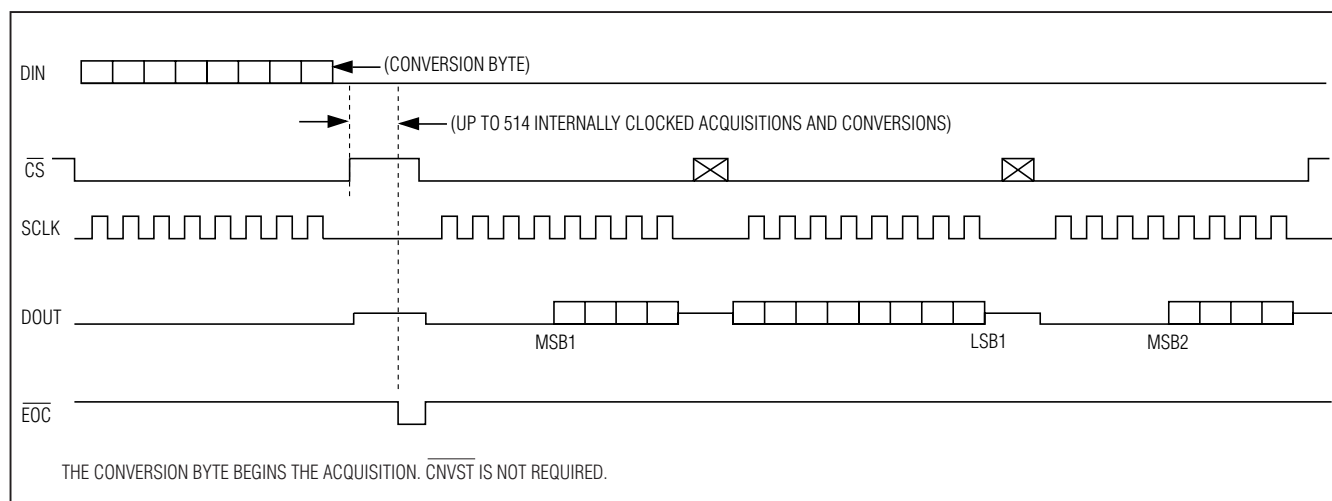 DIN
(CONVERSION BYTE)
(UP TO 514 INTERNALLY CLOCKED ACQUISITIONS AND CONVERSIONS)
CS
SCLK
DOUT
MSB1
LSB1
MSB2
EOC
THE CONVERSION BYTE BEGINS THE ACQUISITION. CNVST IS NOT REQUIRED.